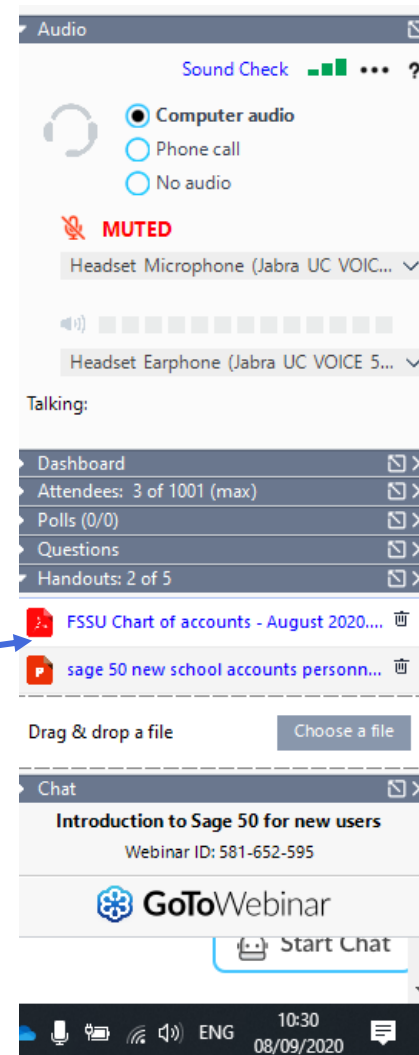 Audio
Sound Check ... ?
Computer audio
Phone call
No audio
MUTED
Headset Microphone (Jabra UC VOIC...
Headset Earphone (Jabra UC VOICE 5...
Talking:
Dashboard
Attendees: 3 of 1001 (max)
Polls (0/0)
Questions
Handouts: 2 of 5
FSSU Chart of accounts - August 2020....
sage 50 new school accounts personn...
Drag & drop a file Choose a file
Chat
Introduction to Sage 50 for new users
Webinar ID: 581-652-595
GoToWebinar
Start Chat
ENG 10:30
08/09/2020